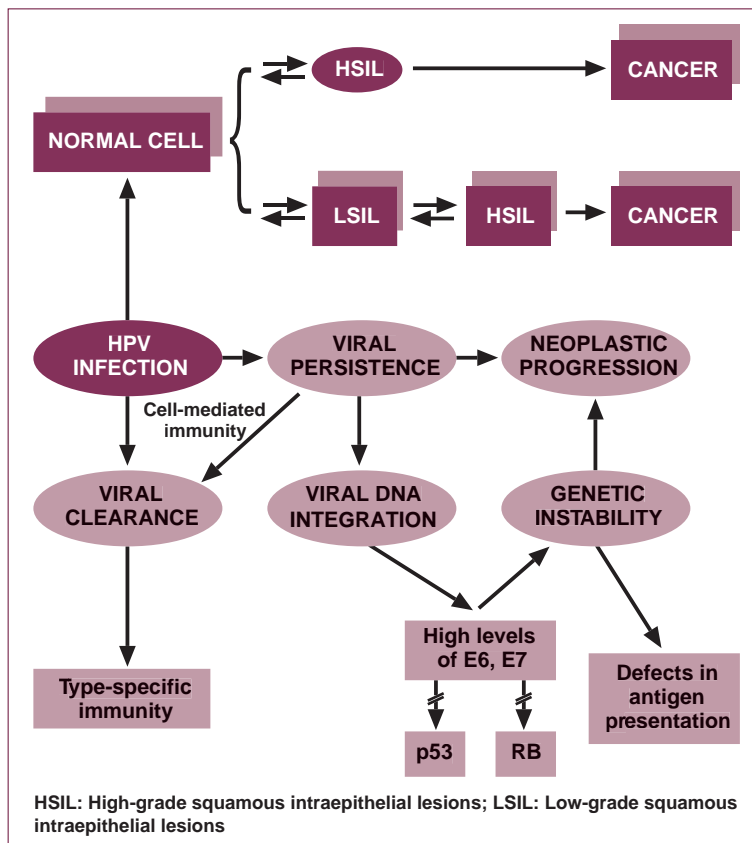 HSIL
CANCER
NORMAL CELL
LSIL
HSIL
CANCER
HPV
INFECTION
VIRAL
PERSISTENCE
NEOPLASTIC
PROGRESSION
Cell-mediated
immunity
VIRAL
CLEARANCE
VIRAL DNA
INTEGRATION
GENETIC
INSTABILITY
High levels
of E6, E7
Type-specific
immunity
Defects in
antigen
presentation
p53
RB
HSIL: High-grade squamous intraepithelial lesions; LSIL: Low-grade squamous
intraepithelial lesions